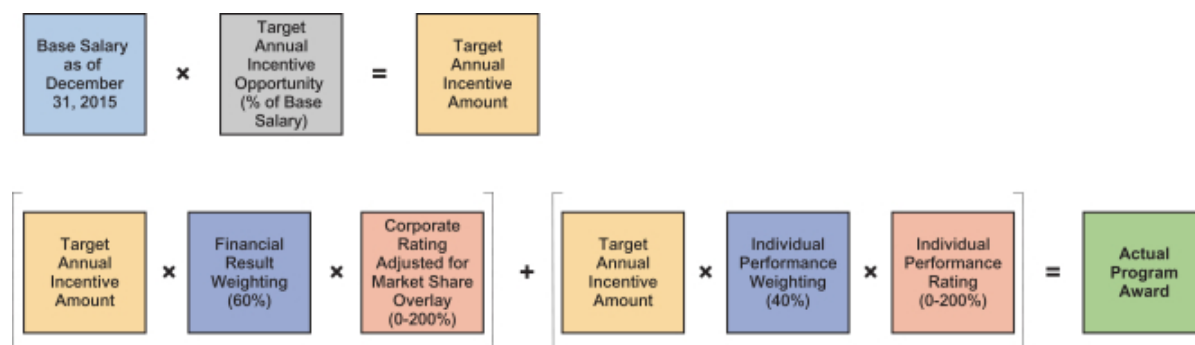 Base Salary
as of
December
31, 2015
×
Target
Annual
Incentive
Opportunity
(% of Base
Salary)
=
Target
Annual
Incentive
Amount
Target
Annual
Incentive
Amount
×
Financial
Result
Weighting
(60%)
×
Corporate
Rating
Adjusted for
Market Share
Overlay
(0-200%)
+
Target
Annual
Incentive
Amount
×
Individual
Performance
Weighting
(40%)
×
Individual
Performance
Rating
(0-200%)
=
Actual
Program
Award